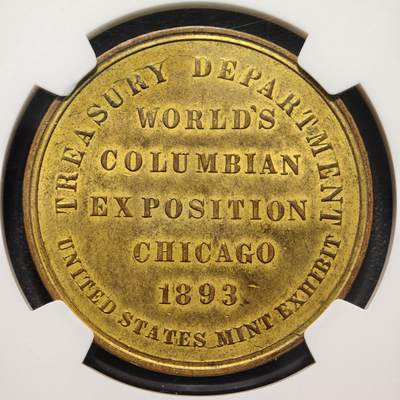 TREASURY DEPARTMENT
WORLD'S
COLUMBIAN
EXPOSITION
CHICAGO
1893.
UNITED STATES MINT EXHIBIT